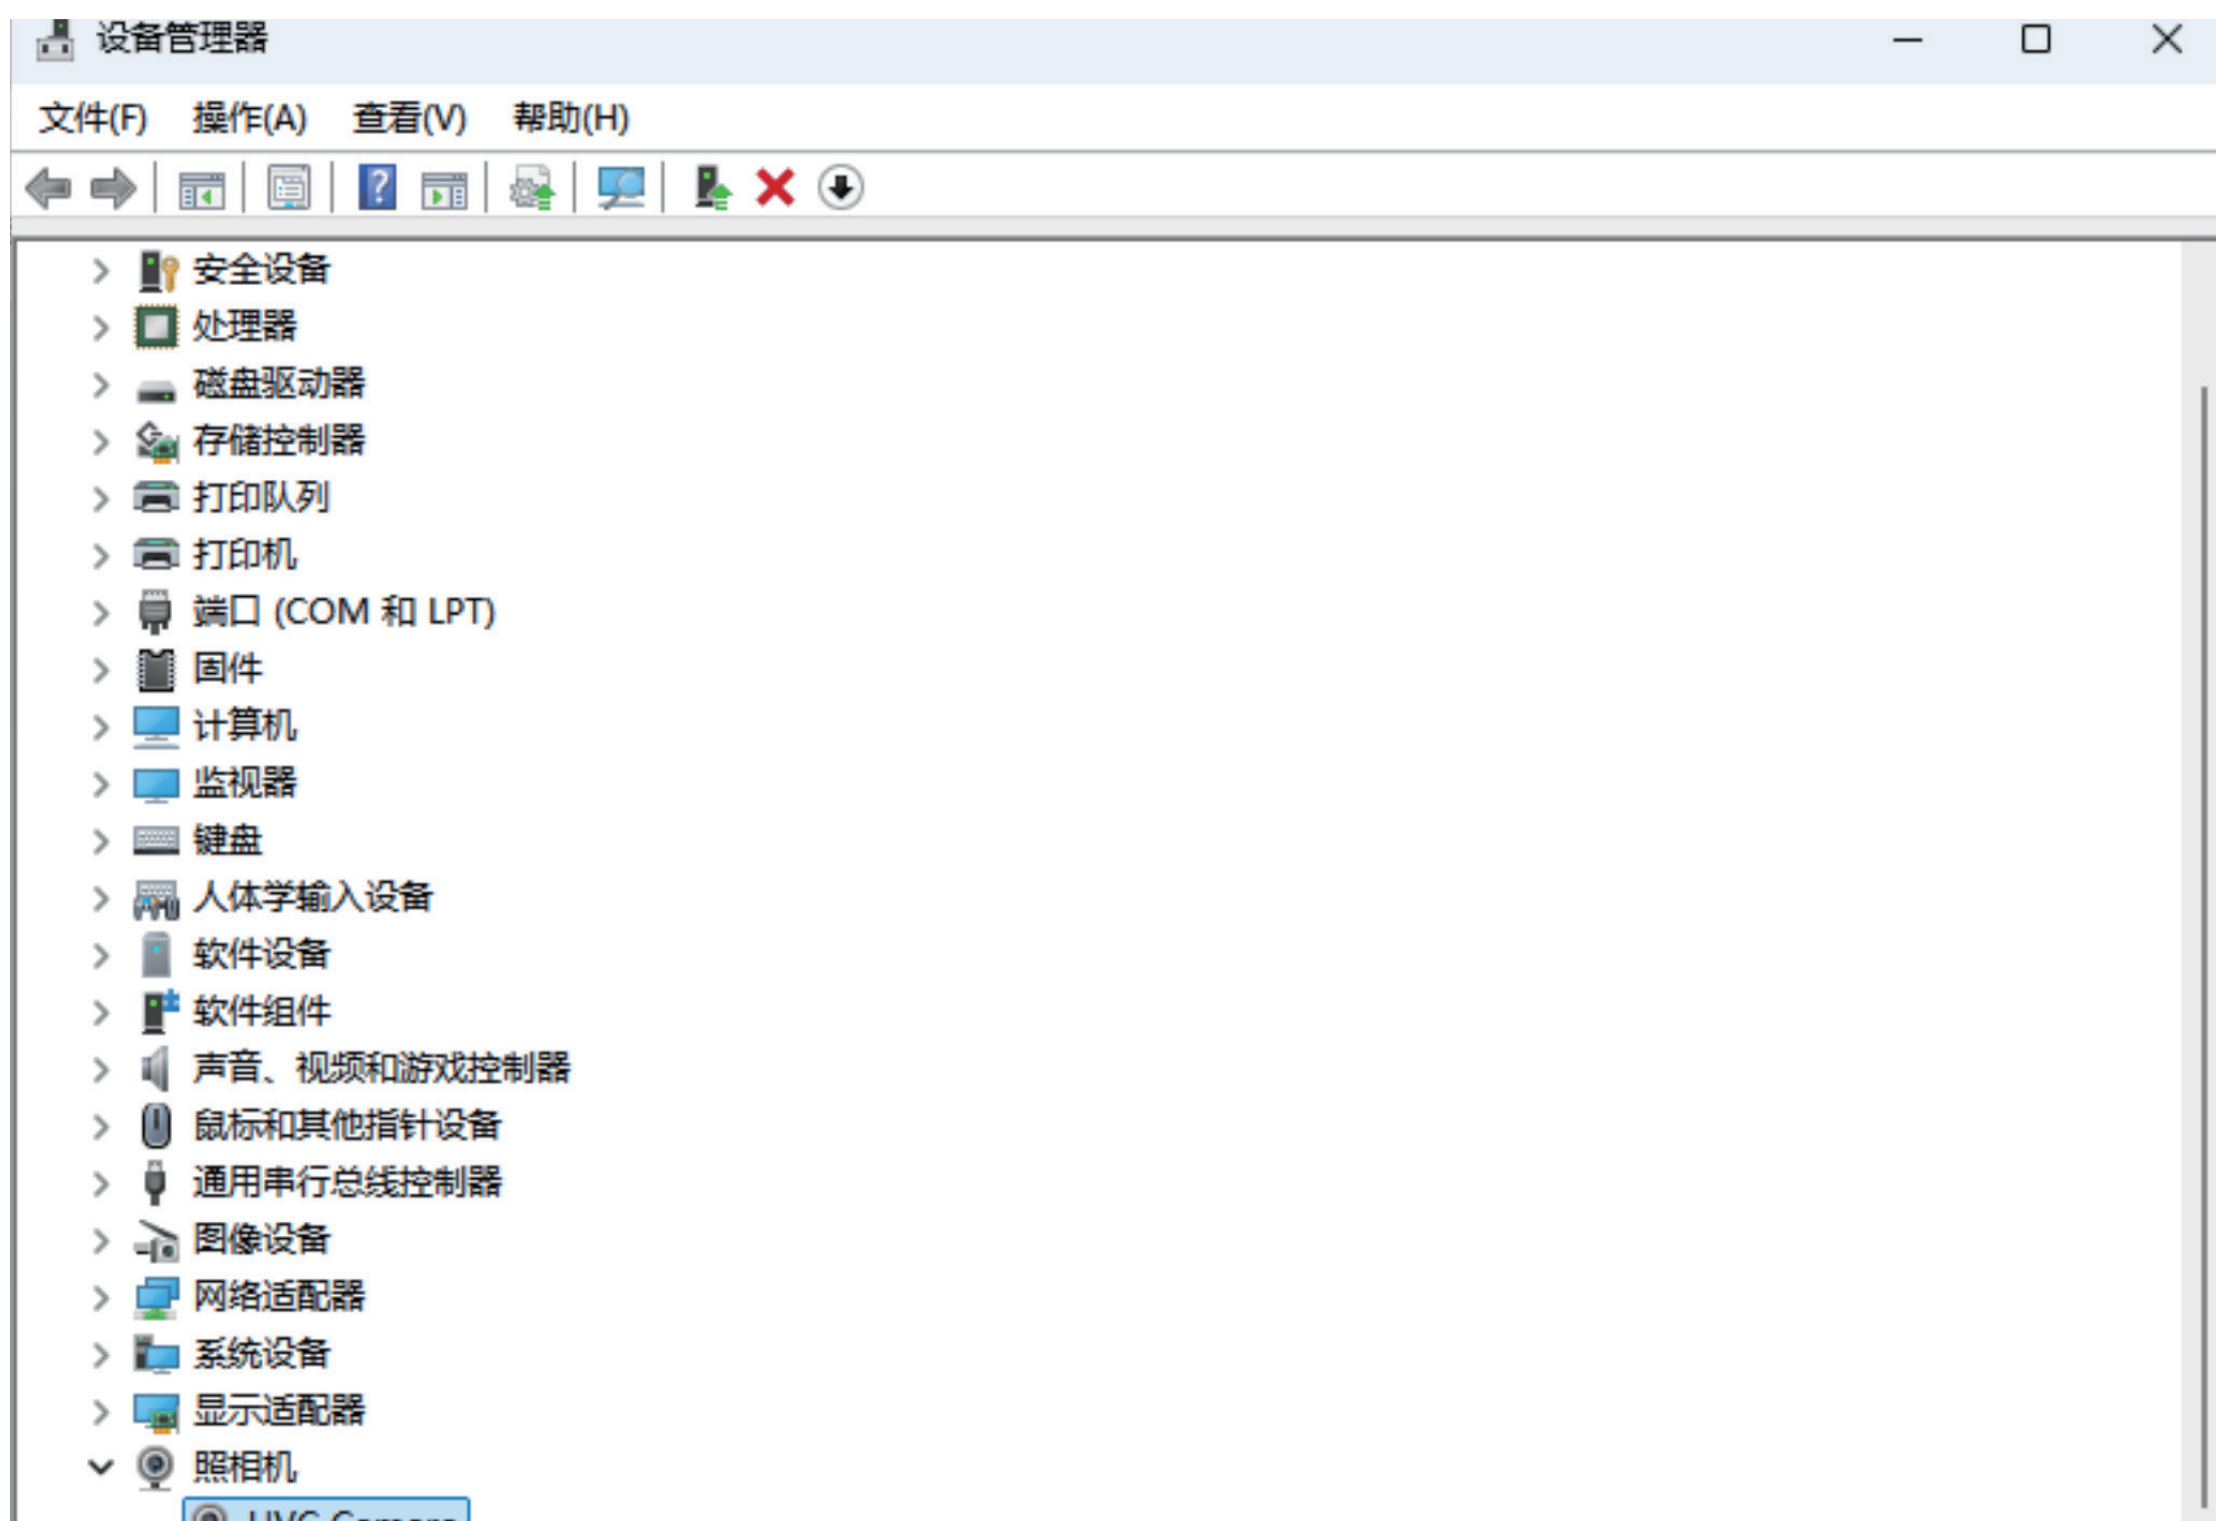 设备管理器
文件(F) 操作(A) 查看(V) 帮助(H)
安全设备
处理器
磁盘驱动器
存储控制器
打印队列
打印机
端口 (COM 和 LPT)
固件
计算机
监视器
键盘
人体学输入设备
软件设备
软件组件
声音、视频和游戏控制器
鼠标和其他指针设备
通用串行总线控制器
图像设备
网络适配器
系统设备
显示适配器
照相机
UVC Camera